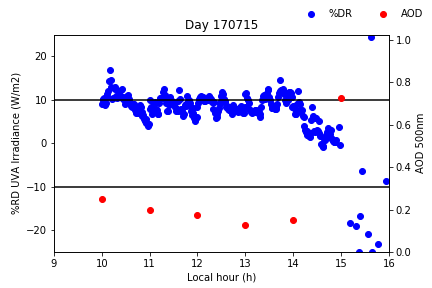 %DR AOD
Day 170715
%RD UVA Irradiance (W/m2)
20
10
0
−10
−20
1.0
0.8
0.6
0.4
0.2
0.0
AOD 500nm
9 10 11 12 13 14 15 16
Local hour (h)